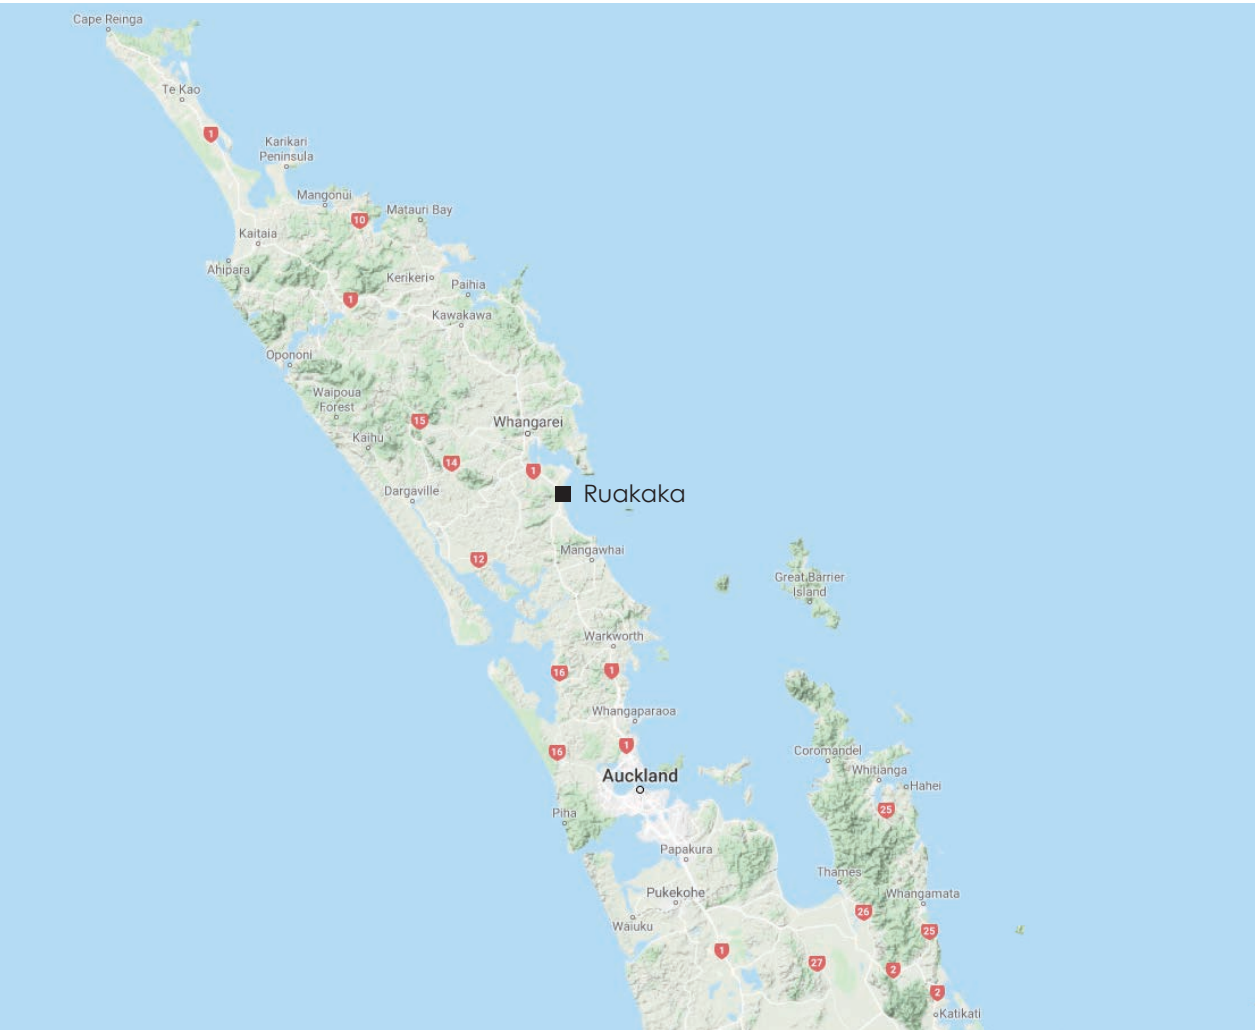 Cape Reinga
Te Kao
1
Karikari
Peninsula
Mangonui
10
Matauri Bay
Kaitaia
Ahipara
Kerikeri
Paihia
1
Kawakawa
Opononi
Waipoua
Forest
15
Whangarei
Kaihu
14
1
Dargaville
Ruakaka
Mangawhai
12
Great Barrier
Island
Warkworth
16
1
Whangaparaoa
16
1
Coromandel
Auckland
Whitianga
Hahei
25
Piha
Papakura
Thames
Pukekohe
Whangamata
26
Waiuku
25
1
27
2
2
Katikati